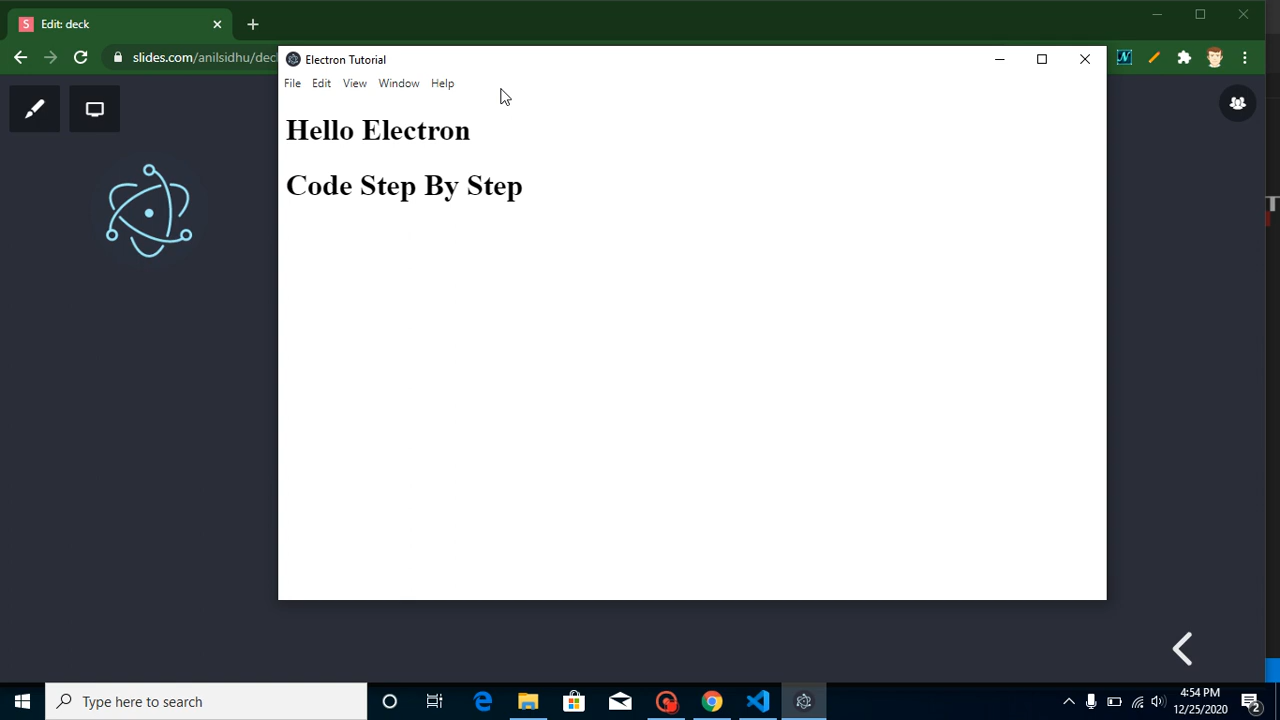 S Edit: deck
slides.com/anilsidhu/dec
Electron Tutorial
File Edit View Window Help
Hello Electron
Code Step By Step
Type here to search
4:54 PM
12/25/2020
2